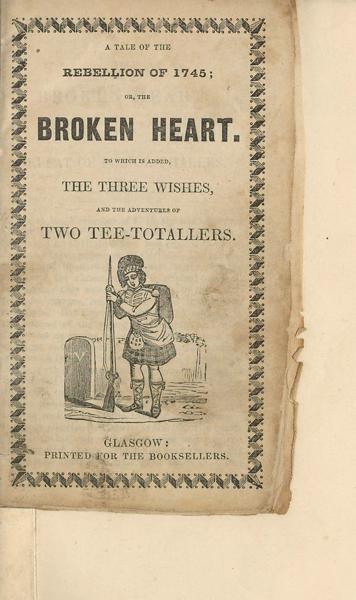 A TALE OF THE
REBELLION OF 1745;
OR, THE
BROKEN HEART.
TO WHICH IS ADDED,
THE THREE WISHES,
AND THE ADVENTURES OF
TWO TEE-TOTALLERS.
GLASGOW:
PRINTED FOR THE BOOKSELLERS.